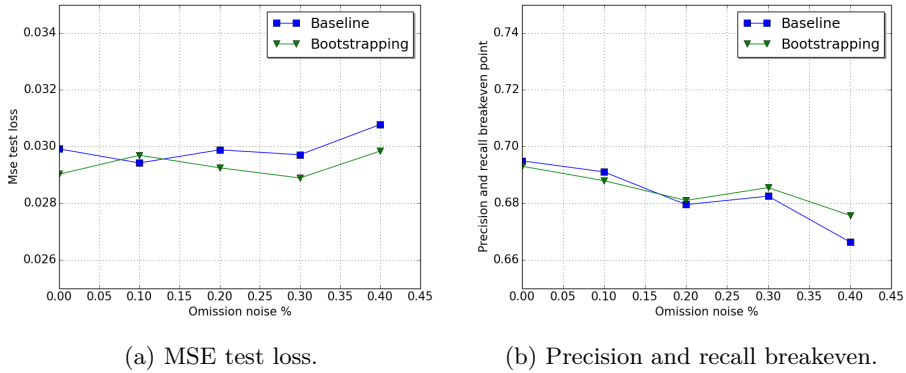 0.034
0.032
0.030
0.028
0.026
Mse test loss
Baseline
Bootstrapping
0.00 0.05 0.10 0.15 0.20 0.25 0.30 0.35 0.40 0.45
Omission noise %
(a) MSE test loss.
0.74
0.72
0.70
0.68
0.66
Precision and recall breakeven point
Baseline
Bootstrapping
0.00 0.05 0.10 0.15 0.20 0.25 0.30 0.35 0.40 0.45
Omission noise %
(b) Precision and recall breakeven.